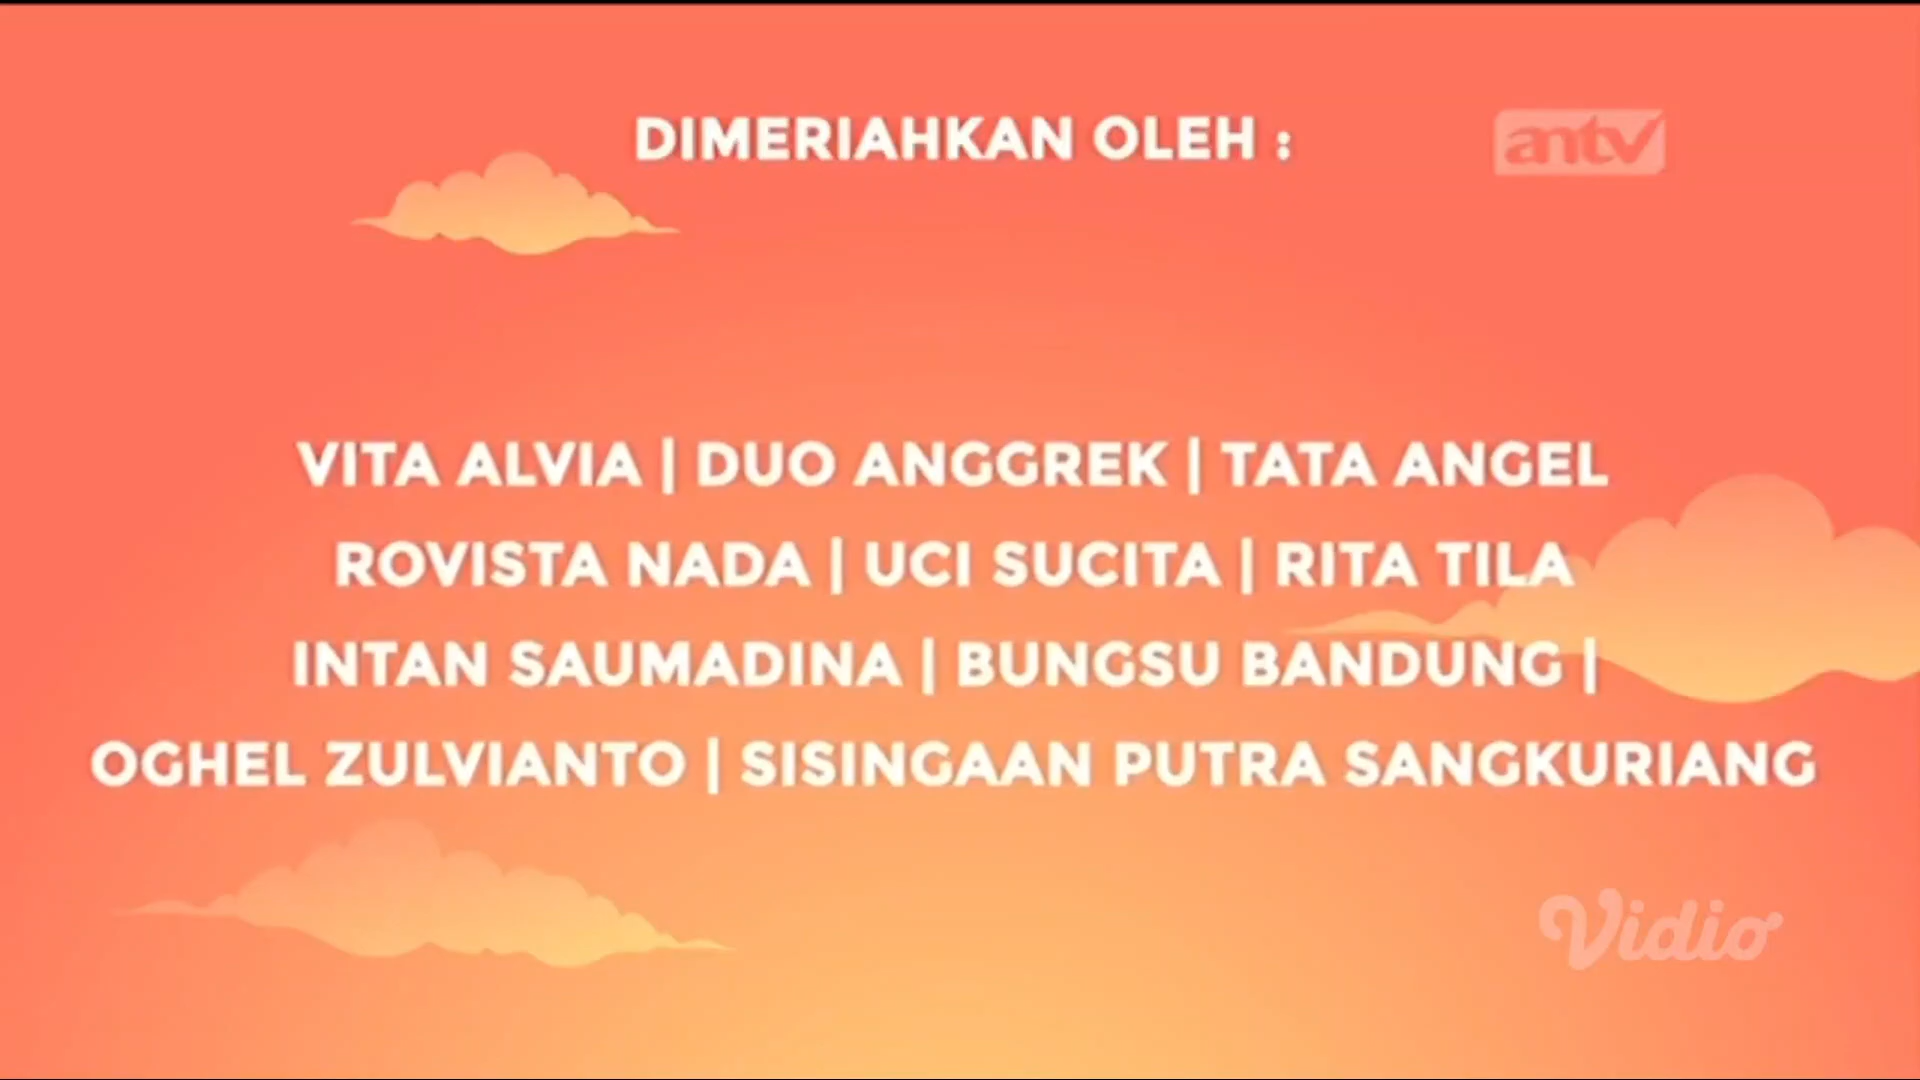 DIMERIAHKAN OLEH :
antv
VITA ALVIA | DUO ANGGREK | TATA ANGEL
ROVISTA NADA | UCI SUCITA | RITA TILA
INTAN SAUMADINA | BUNGSU BANDUNG |
OGHEL ZULVIANTO | SISINGAAN PUTRA SANGKURIANG
Vidio